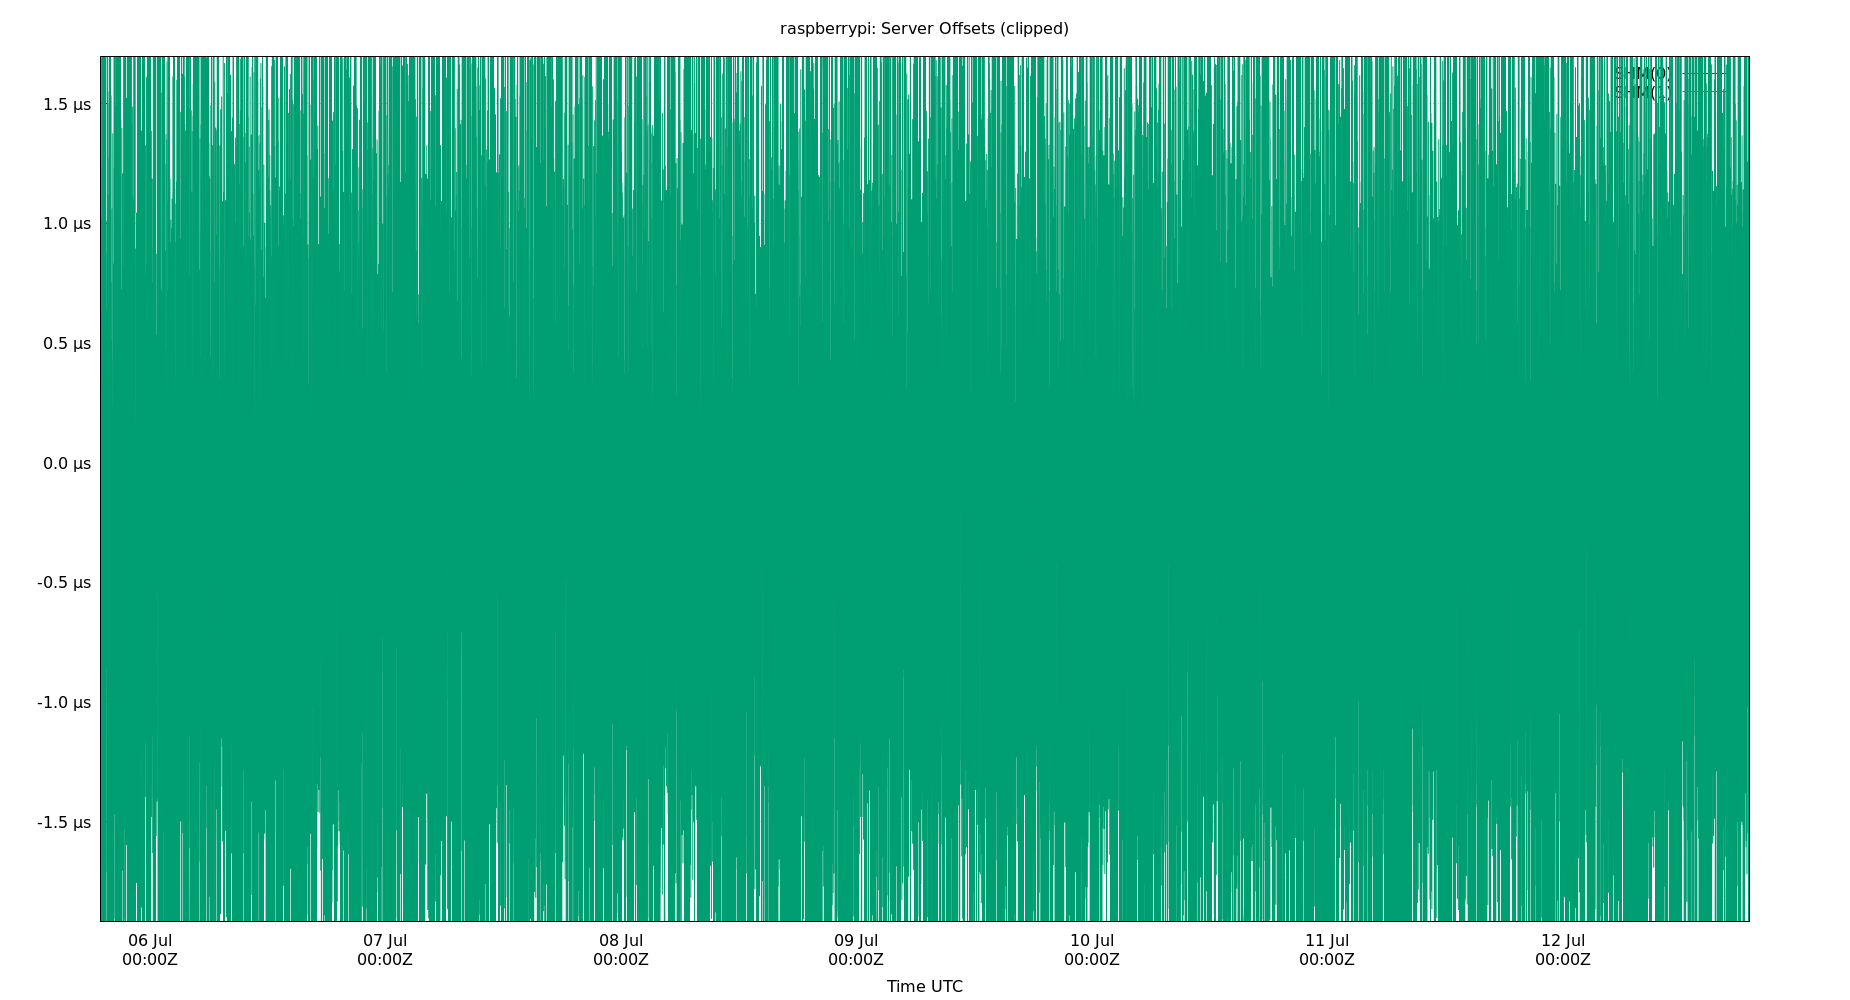 raspberrypi: Server Offsets (clipped)
SHM(0)
1.5 µs
1.0 µs
0.5 µs
0.0 µs
-0.5 µs
-1.0 µs
-1.5 µs
06 Jul
00:00Z
07 Jul
00:00Z
08 Jul
00:00Z
09 Jul
00:00Z
10 Jul
00:00Z
11 Jul
00:00Z
12 Jul
00:00Z
Time UTC